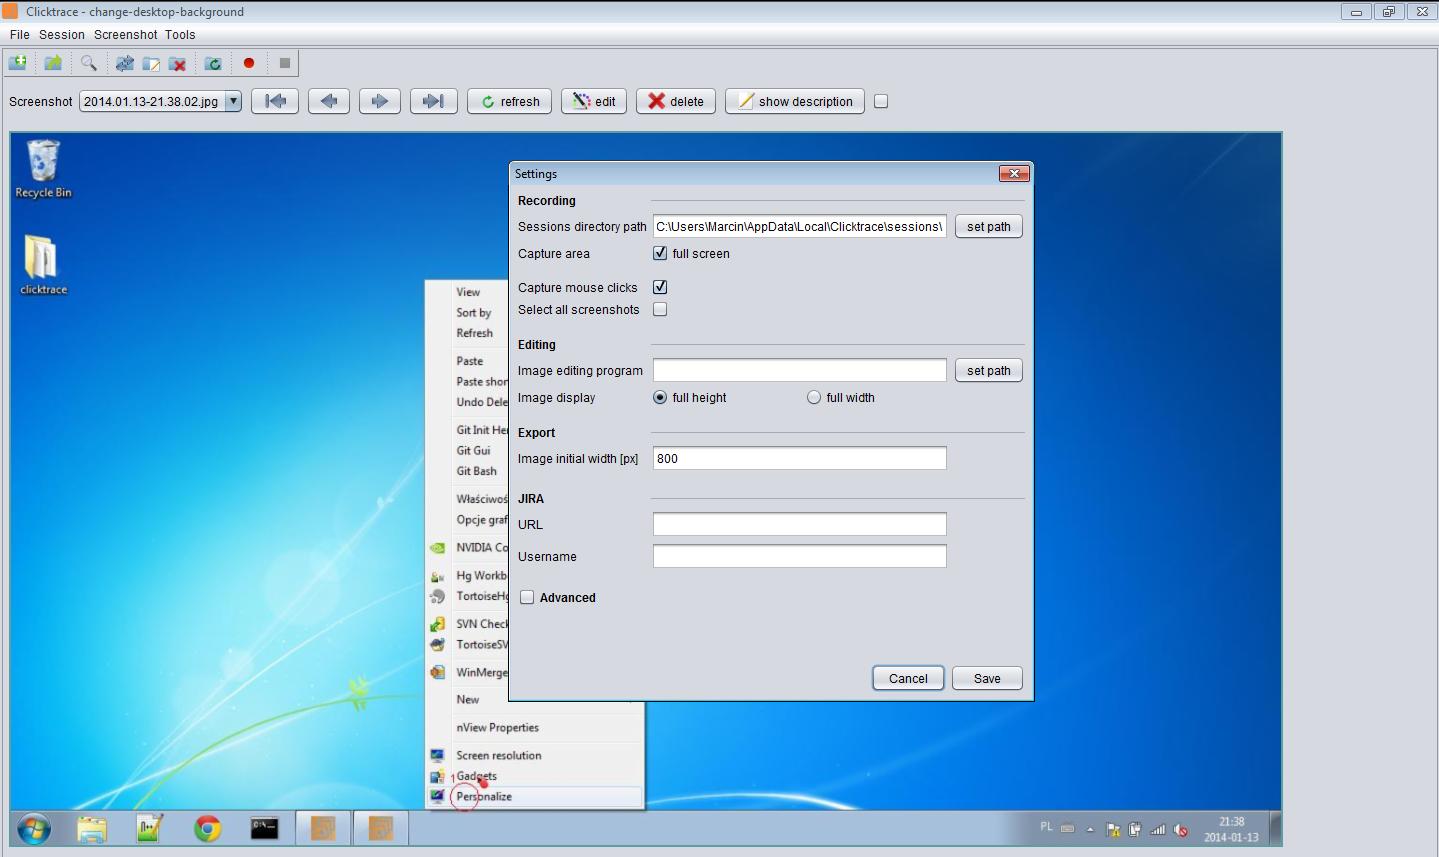 Clicktrace - change-desktop-background
File Session Screenshot Tools
Screenshot 2014.01.13-21.38.02.jpg refresh edit delete show description
Recycle Bin
clicktrace
View
Sort by
Refresh
Paste
Paste shor
Undo Dele
Git Init He
Git Gui
Git Bash
Właściwoś
Opcje graf
NVIDIA Co
Hg Workb
TortoiseHg
SVN Check
TortoiseSV
WinMerge
New
nView Properties
Screen resolution
1
Gadgets
Personalize
Settings
Recording
Sessions directory path C:\Users\Marcin\AppData\Local\Clicktrace\sessions\ set path
Capture area full screen
Capture mouse clicks
Select all screenshots
Editing
Image editing program set path
Image display full height full width
Export
Image initial width [px] 800
JIRA
URL
Username
Advanced
Cancel Save
PL
21:38
2014-01-13